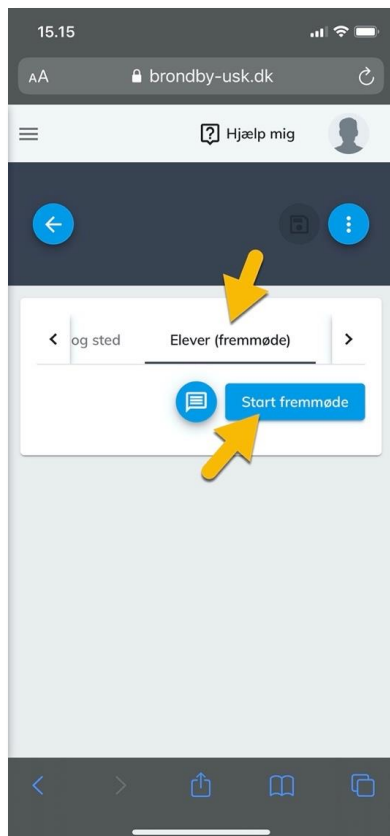 15.15
AA brondby-usk.dk
Hjælp mig
og sted Elever (fremmøde)
Start fremmøde